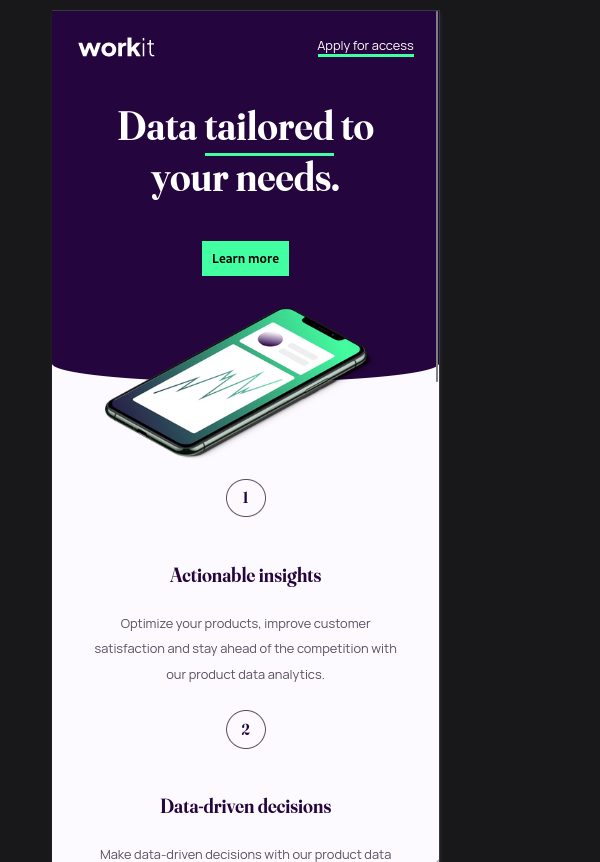 workit
Apply for access
Data tailored to
your needs.
Learn more
1
Actionable insights
Optimize your products, improve customer
satisfaction and stay ahead of the competition with
our product data analytics.
2
Data-driven decisions
Make data-driven decisions with our product data